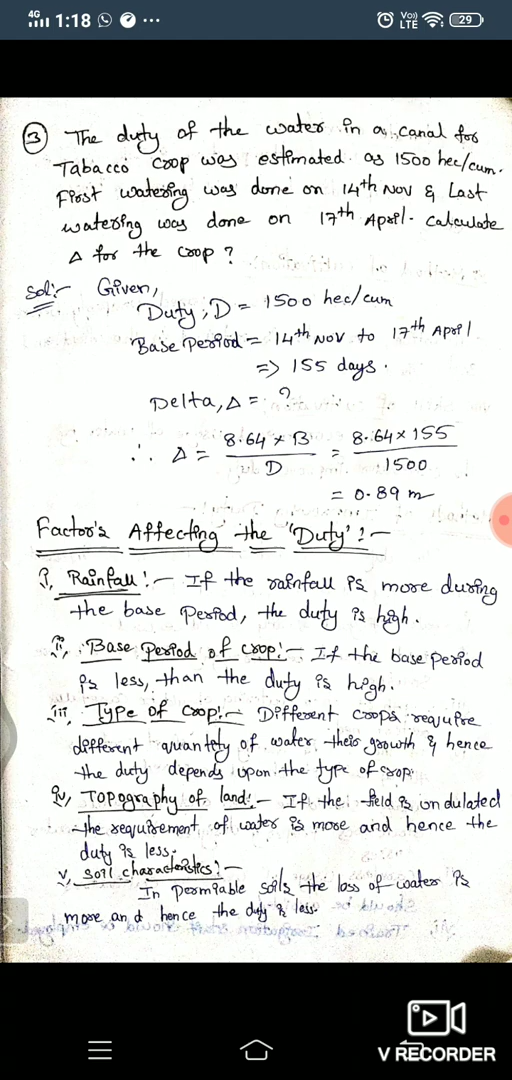 4G 1:18 ... Vo)) LTE 29
③ The duty of the water in a canal for
Tabacco crop was estimated as 1500 hec/cum.
First watering was done on 14th Nov & Last
watering was done on 17th April. calculate
Δ for the crop ?
Sol:- Given,
Duty, D = 1500 hec/cum
Base Period = 14th Nov to 17th April
=> 155 days.
Delta, Δ = ?
∴ Δ = 8.64 × B / D = 8.64 × 155 / 1500
= 0.89 m
Factor's Affecting the "Duty" :-
i, Rainfall :- If the rainfall is more during
the base period, the duty is high.
ii, Base Period of crop :- If the base period
is less, than the duty is high.
iii, Type of crop :- Different crops require
different quantety of water their growth & hence
the duty depends upon the type of crop.
iv, Topography of land :- If the field is undulated
the requirement of water is more and hence the
duty is less.
v, soil characteristics :-
In permiable soils the loss of water is
more and hence the duty is less.
V RECORDER